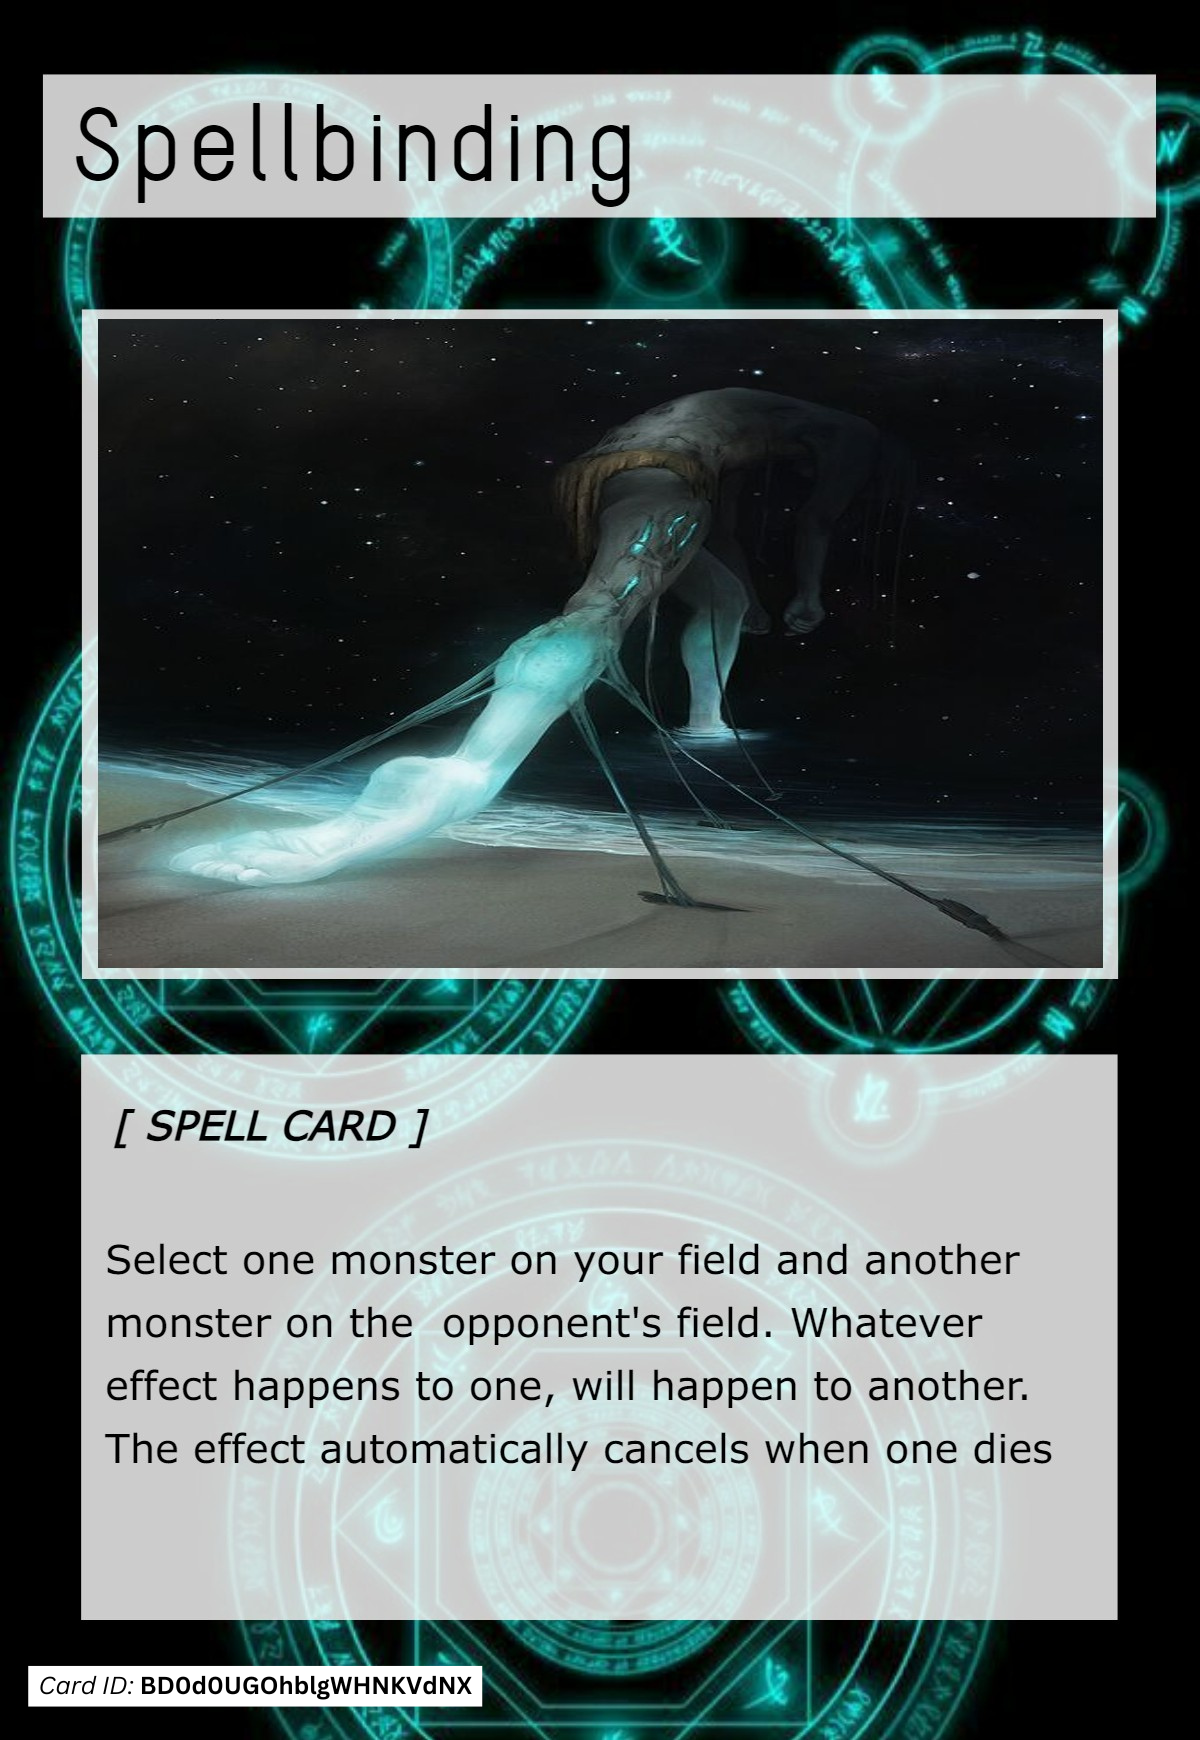 Spellbinding
[ SPELL CARD ]
Select one monster on your field and another
monster on the  opponent's field. Whatever
effect happens to one, will happen to another.
The effect automatically cancels when one dies
Card ID: BD0d0UGOhblgWHNKVdNX